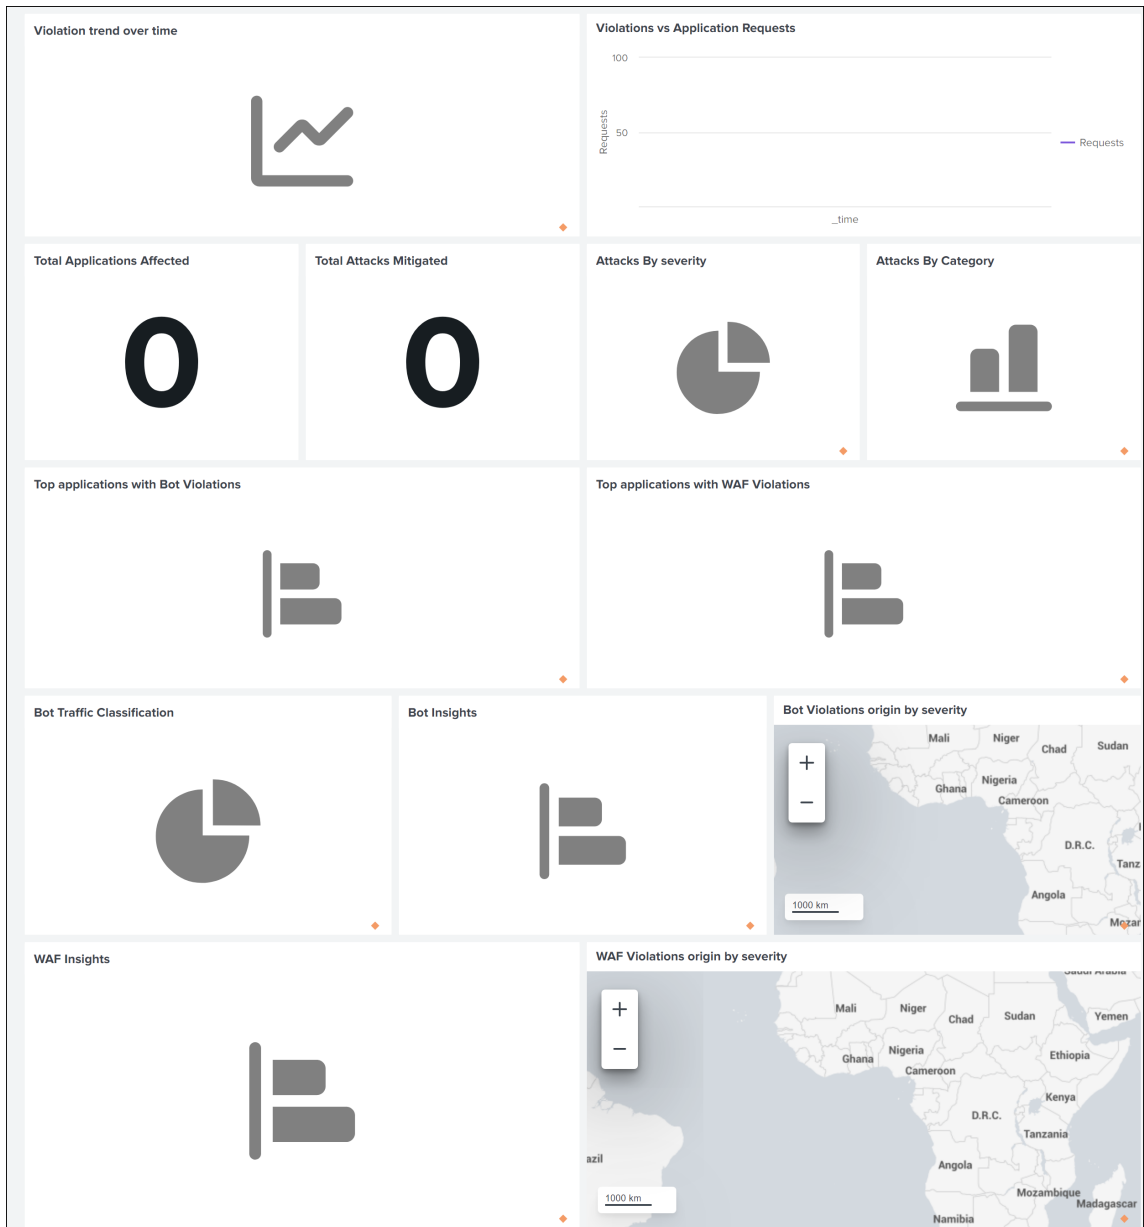 Violation trend over time
Violations vs Application Requests
100
50
Requests
Requests
_time
Total Applications Affected
Total Attacks Mitigated
Attacks By severity
Attacks By Category
0
0
Top applications with Bot Violations
Top applications with WAF Violations
Bot Traffic Classification
Bot Insights
Bot Violations origin by severity
+
−
Mali
Niger
Chad
Sudan
Nigeria
Ghana
Cameroon
D.R.C.
Tanz
Angola
1000 km
Mozar
WAF Insights
WAF Violations origin by severity
Saudi Arabia
+
−
Mali
Niger
Chad
Sudan
Yemen
Nigeria
Ghana
Ethiopia
Cameroon
Kenya
D.R.C.
Tanzania
azil
Angola
Mozambique
Madagascar
1000 km
Namibia